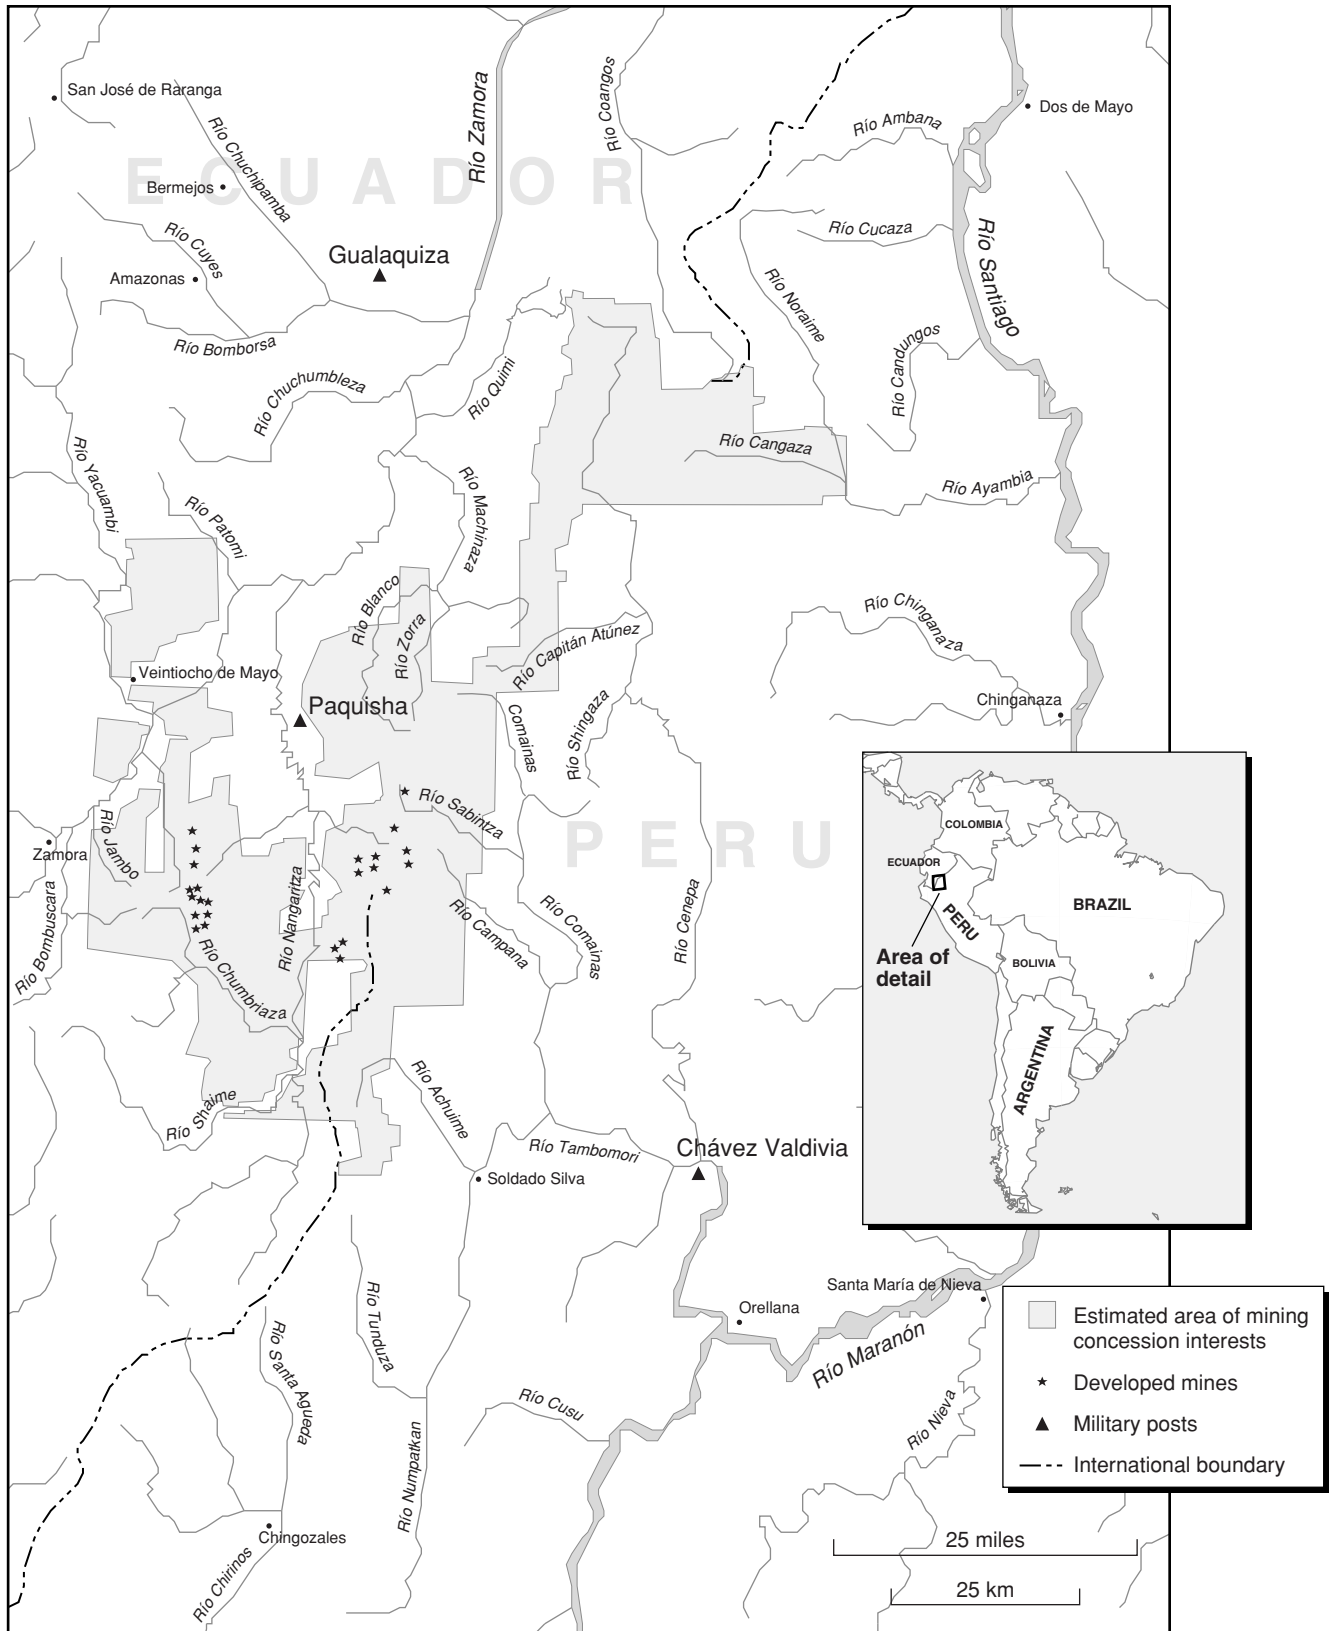 San José de Raranga
Río Chuchipamba
Río Zamora
Río Coangos
Río Ambana
Dos de Mayo
ECUADOR
Bermejos
Río Cuyes
Río Cucaza
Río Santiago
Gualaquiza
Amazonas
Río Noraime
Río Bomborsa
Río Candungos
Río Quimi
Río Chuchumbleza
Río Yacuambi
Río Cangaza
Río Machinaza
Río Ayambia
Río Patomi
Río Blanco
Río Zorra
Río Capitán Atúnez
Río Chinganaza
Veintiocho de Mayo
Paquisha
Comainas
Río Shingaza
Chinganaza
Río Sabintza
PERU
Río Jambo
Zamora
Río Bombuscara
Río Nangaritza
Río Campana
Río Comainas
Río Cenepa
Río Chumbriaza
COLOMBIA
ECUADOR
BRAZIL
PERU
Area of
detail
BOLIVIA
ARGENTINA
Río Shaime
Río Achuime
Río Tambomori
Chávez Valdivia
Soldado Silva
Río Tunduza
Santa María de Nieva
Orellana
Río Maranón
Río Santa Agueda
Río Cusu
Río Nieva
Río Numpatkan
Chingozales
Río Chirinos
Estimated area of mining
concession interests
Developed mines
Military posts
International boundary
25 miles
25 km